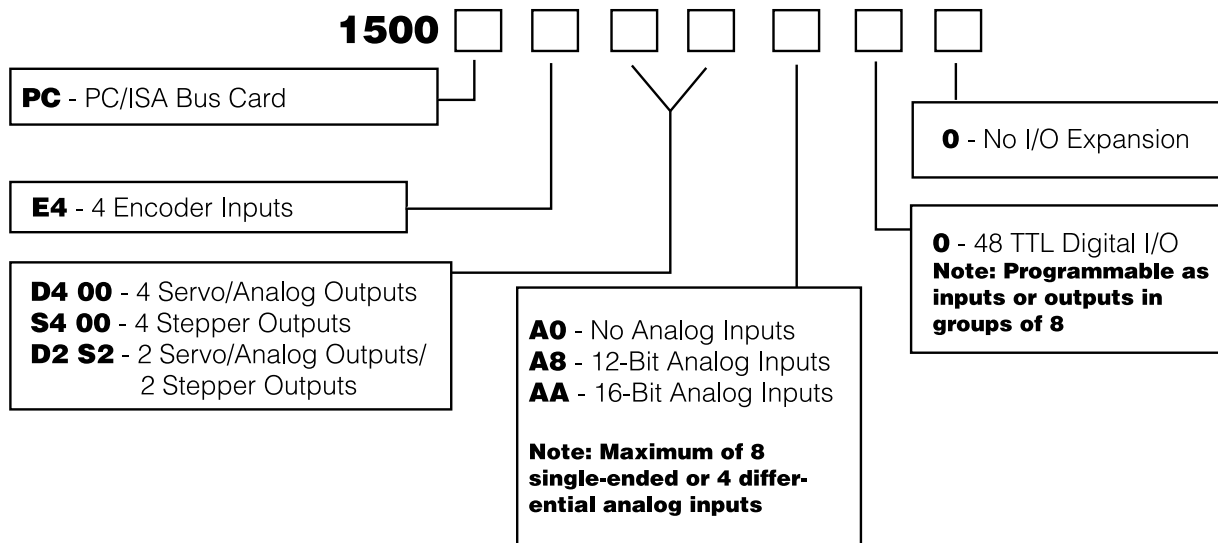 1500
PC - PC/ISA Bus Card
E4 - 4 Encoder Inputs
D4 00 - 4 Servo/Analog Outputs
S4 00 - 4 Stepper Outputs
D2 S2 - 2 Servo/Analog Outputs/
2 Stepper Outputs
A0 - No Analog Inputs
A8 - 12-Bit Analog Inputs
AA - 16-Bit Analog Inputs
Note: Maximum of 8
single-ended or 4 differ-
ential analog inputs
0 - No I/O Expansion
0 - 48 TTL Digital I/O
Note: Programmable as
inputs or outputs in
groups of 8